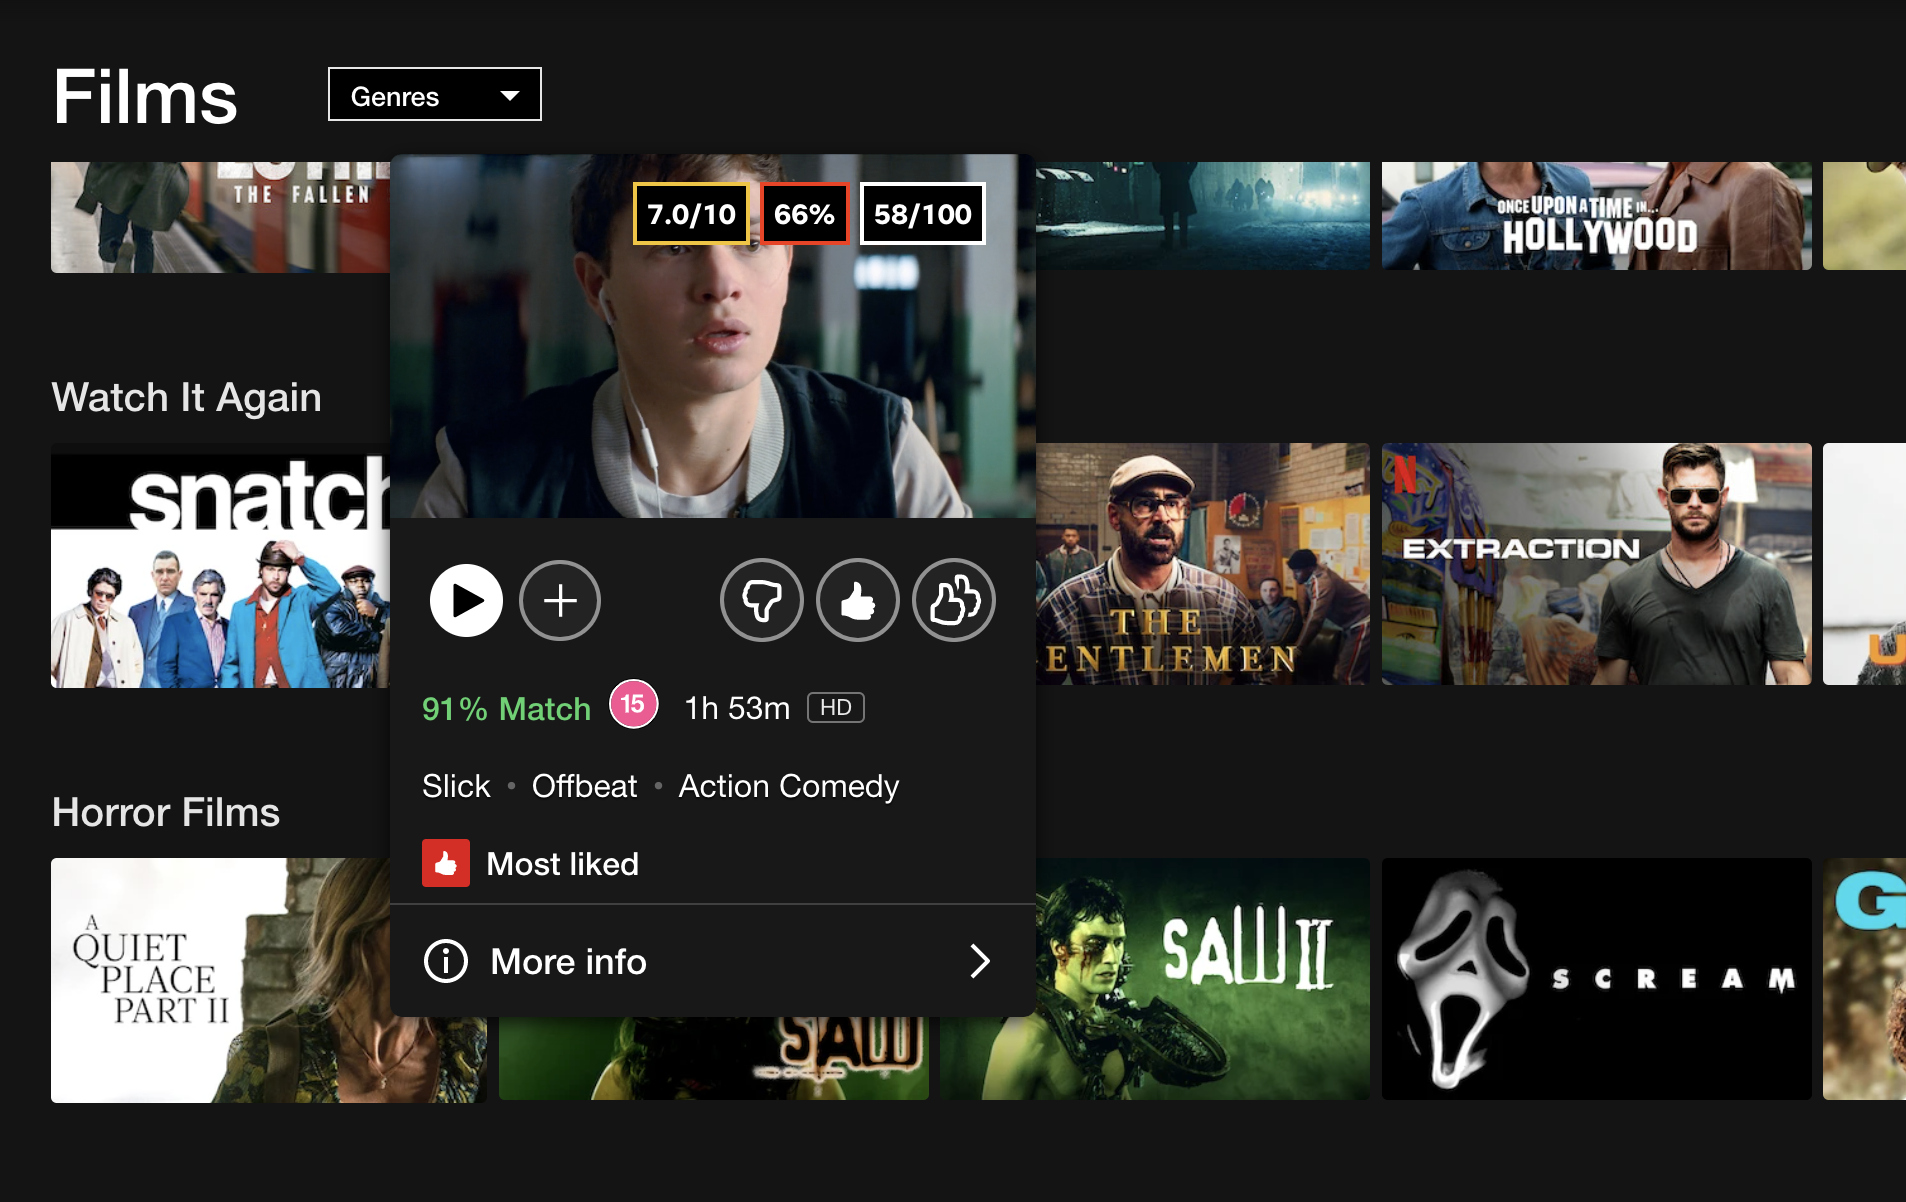 Films
Genres
THE FALLEN
7.0/10
66%
58/100
ONCE UPON A TIME IN...
HOLLYWOOD
Watch It Again
snatch
THE
ENTLEMEN
N
EXTRACTION
91% Match
15
1h 53m
HD
Slick • Offbeat • Action Comedy
Most liked
More info
Horror Films
A
QUIET
PLACE
PART II
SAW
SAW II
SCREAM
G